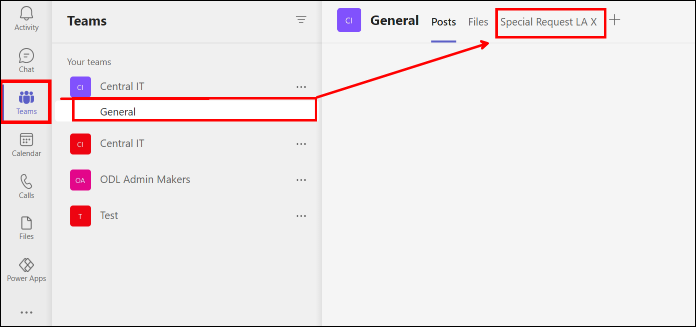 Activity
Chat
Teams
Calendar
Calls
Files
Power Apps
...
Teams
Your teams
CI Central IT ...
General
CI Central IT ...
OA ODL Admin Makers ...
T Test ...
CI General Posts Files Special Request LA X +